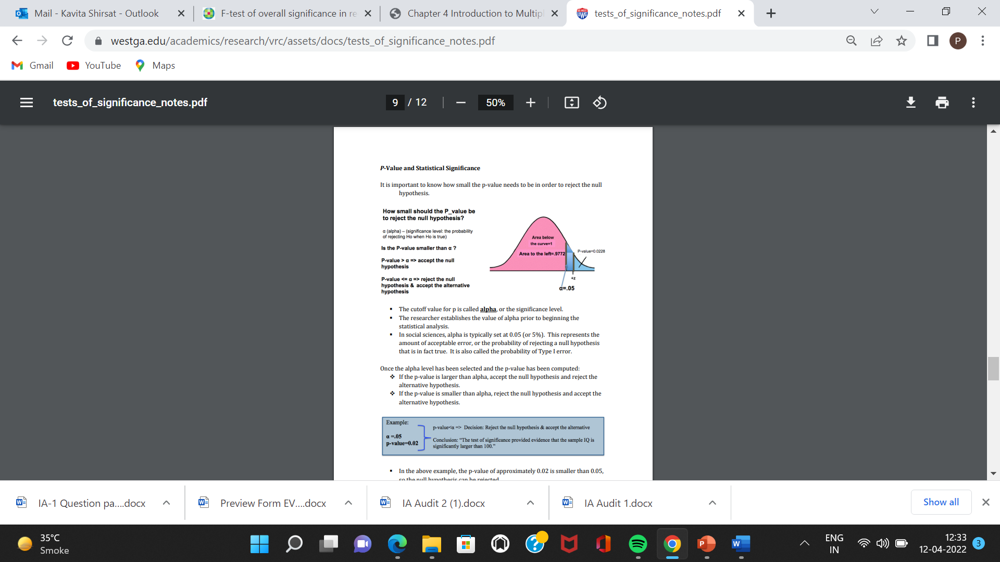 Mail - Kavita Shirsat - Outlook
F-test of overall significance in re
Chapter 4 Introduction to Multipl
tests_of_significance_notes.pdf
westga.edu/academics/research/vrc/assets/docs/tests_of_significance_notes.pdf
P
Gmail
YouTube
Maps
tests_of_significance_notes.pdf
9 / 12
50%
P-Value and Statistical Significance
It is important to know how small the p-value needs to be in order to reject the null
hypothesis.
How small should the P_value be
to reject the null hypothesis?
α (alpha) – (significance level: the probability
of rejecting Ho when Ho is true)
Is the P-value smaller than α ?
P-value > α => accept the null
hypothesis
P-value <= α => reject the null
hypothesis & accept the alternative
hypothesis
Area below
the curve=1
Area to the left=.9772
P-value=0.0228
+z
α=.05
▪ The cutoff value for p is called alpha, or the significance level.
▪ The researcher establishes the value of alpha prior to beginning the
statistical analysis.
▪ In social sciences, alpha is typically set at 0.05 (or 5%). This represents the
amount of acceptable error, or the probability of rejecting a null hypothesis
that is in fact true. It is also called the probability of Type I error.
Once the alpha level has been selected and the p-value has been computed:
❖ If the p-value is larger than alpha, accept the null hypothesis and reject the
alternative hypothesis.
❖ If the p-value is smaller than alpha, reject the null hypothesis and accept the
alternative hypothesis.
Example:
α =.05
p-value=0.02
p-value<α => Decision: Reject the null hypothesis & accept the alternative
Conclusion: “The test of significance provided evidence that the sample IQ is
significantly larger than 100.”
▪ In the above example, the p-value of approximately 0.02 is smaller than 0.05,
so the null hypothesis can be rejected
IA-1 Question pa....docx
Preview Form EV....docx
IA Audit 2 (1).docx
IA Audit 1.docx
Show all
35°C
Smoke
ENG
IN
12:33
12-04-2022
3